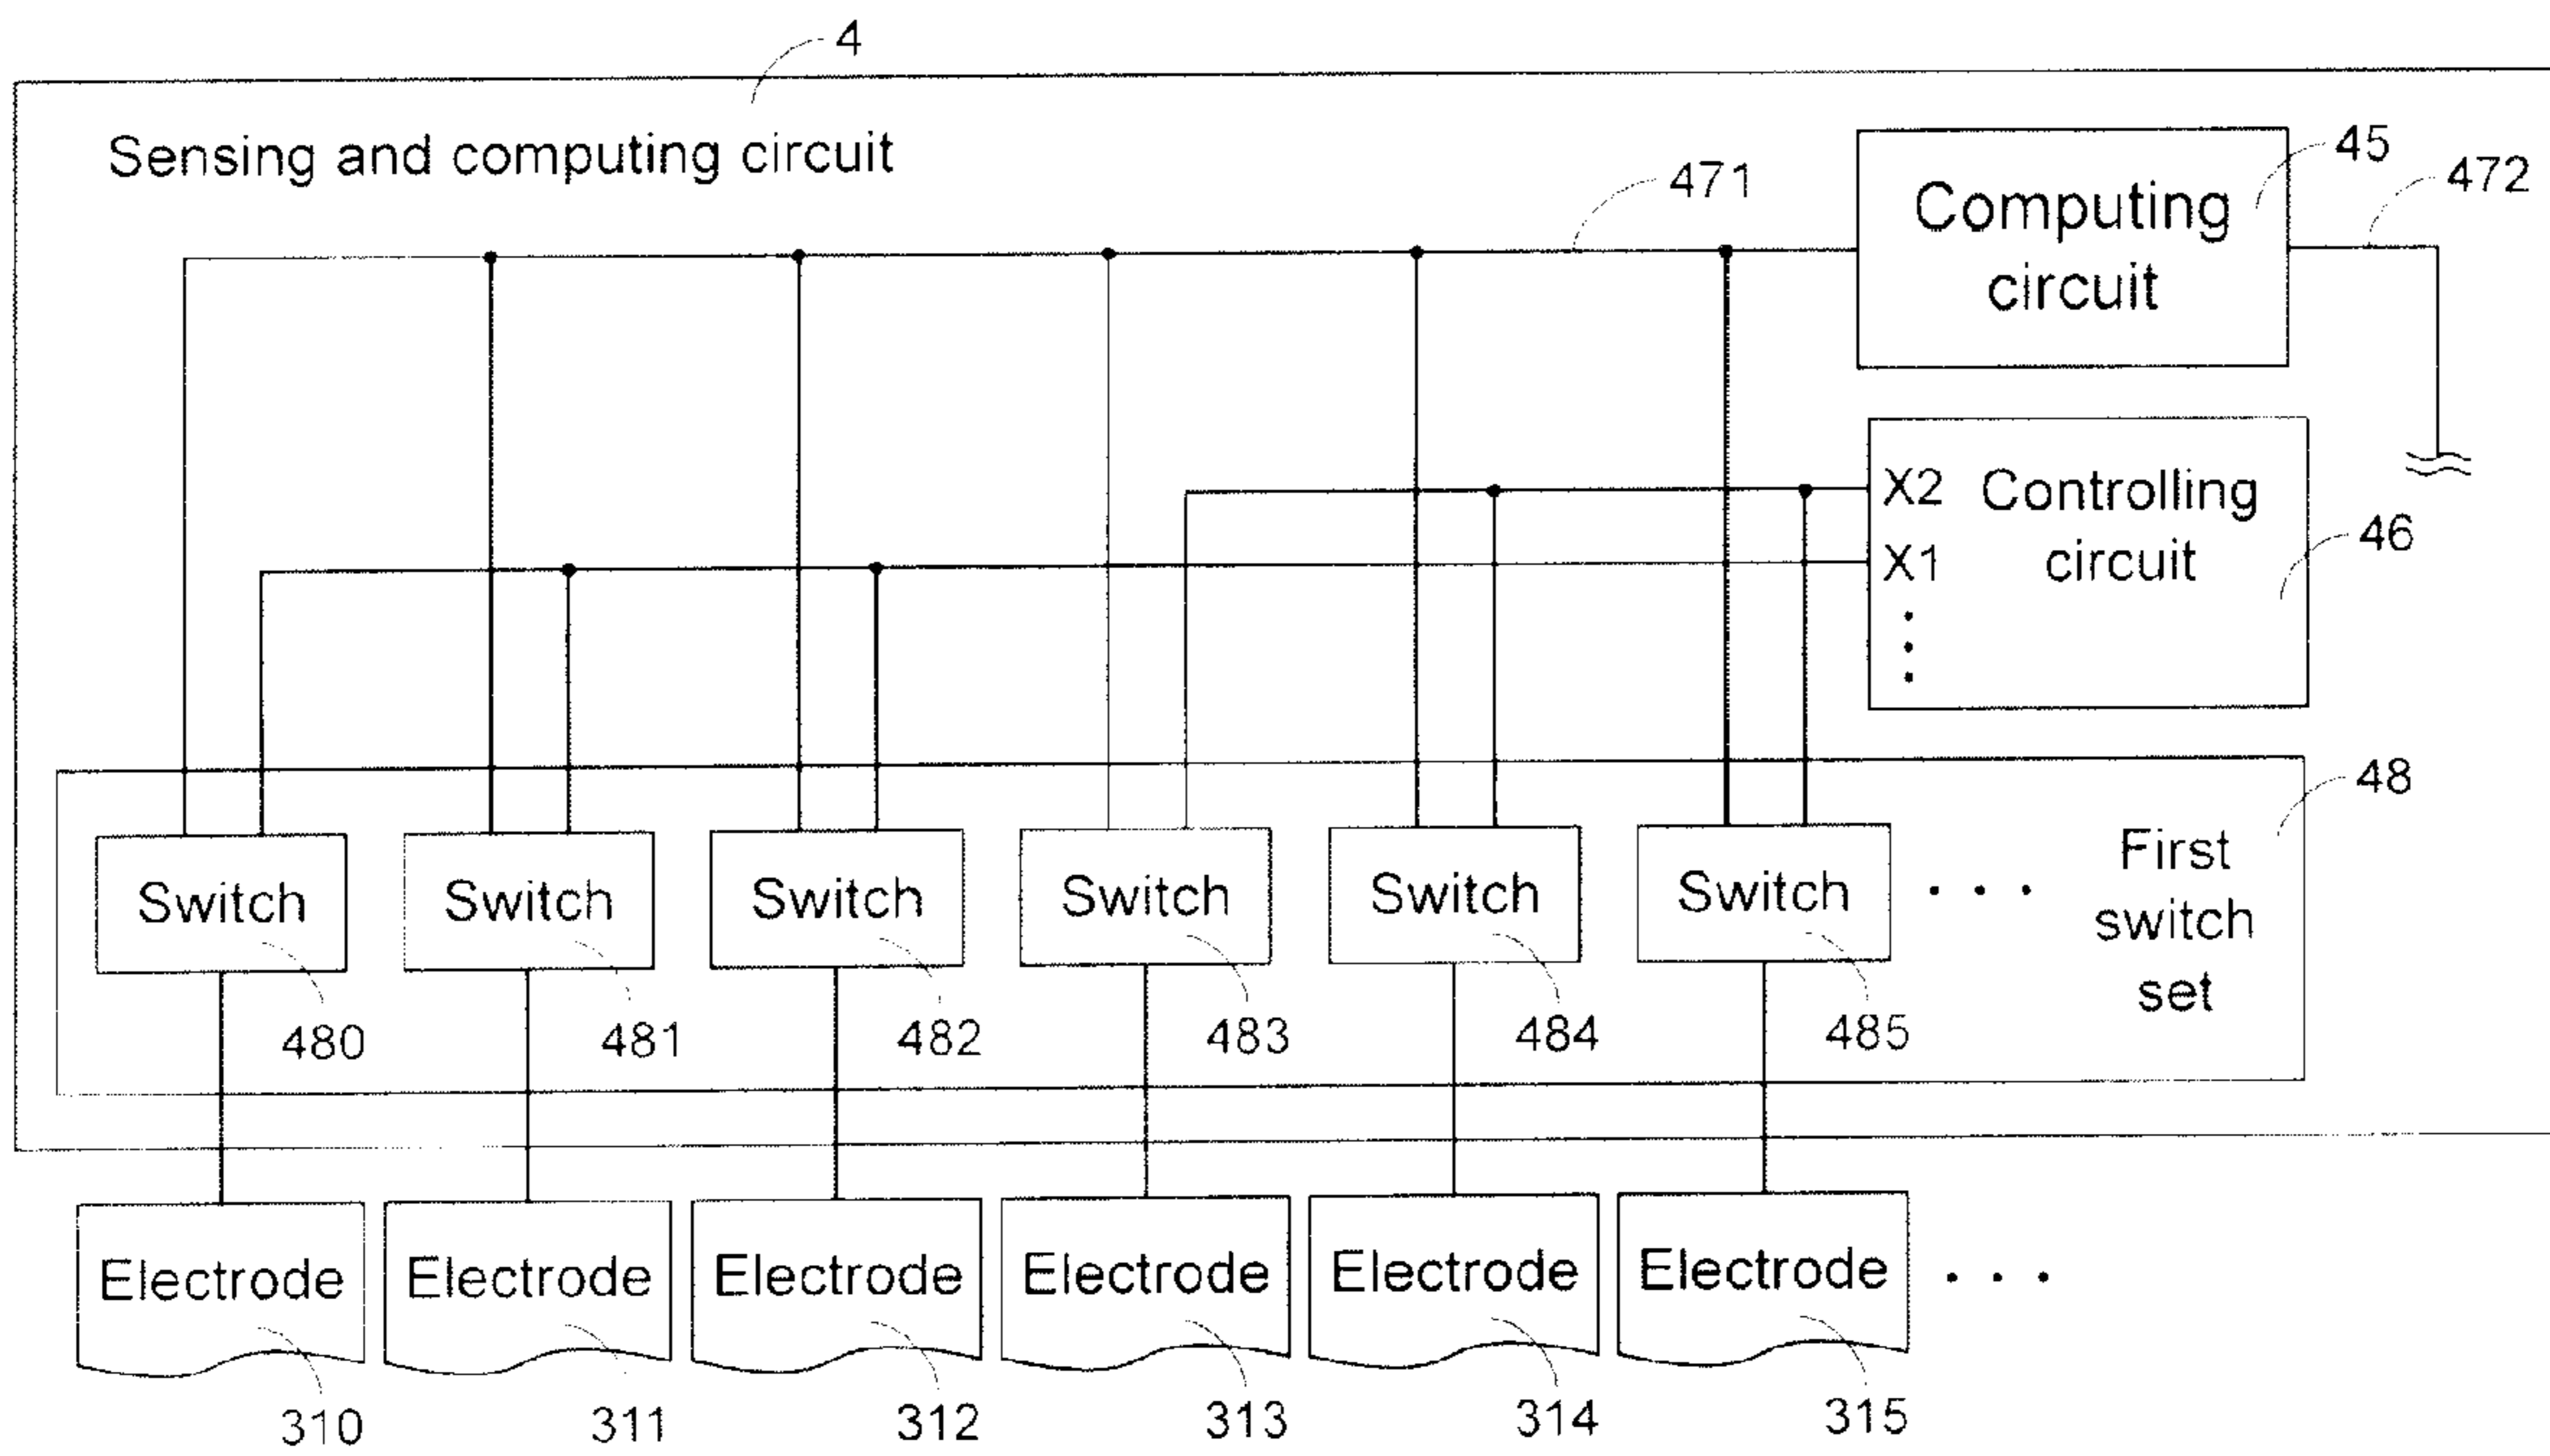 4
Sensing and computing circuit
45
471
472
Computing
circuit
X2 Controlling
X1 circuit
46
48
First
switch
set
Switch Switch Switch Switch Switch Switch
480 481 482 483 484 485
Electrode Electrode Electrode Electrode Electrode Electrode
310 311 312 313 314 315